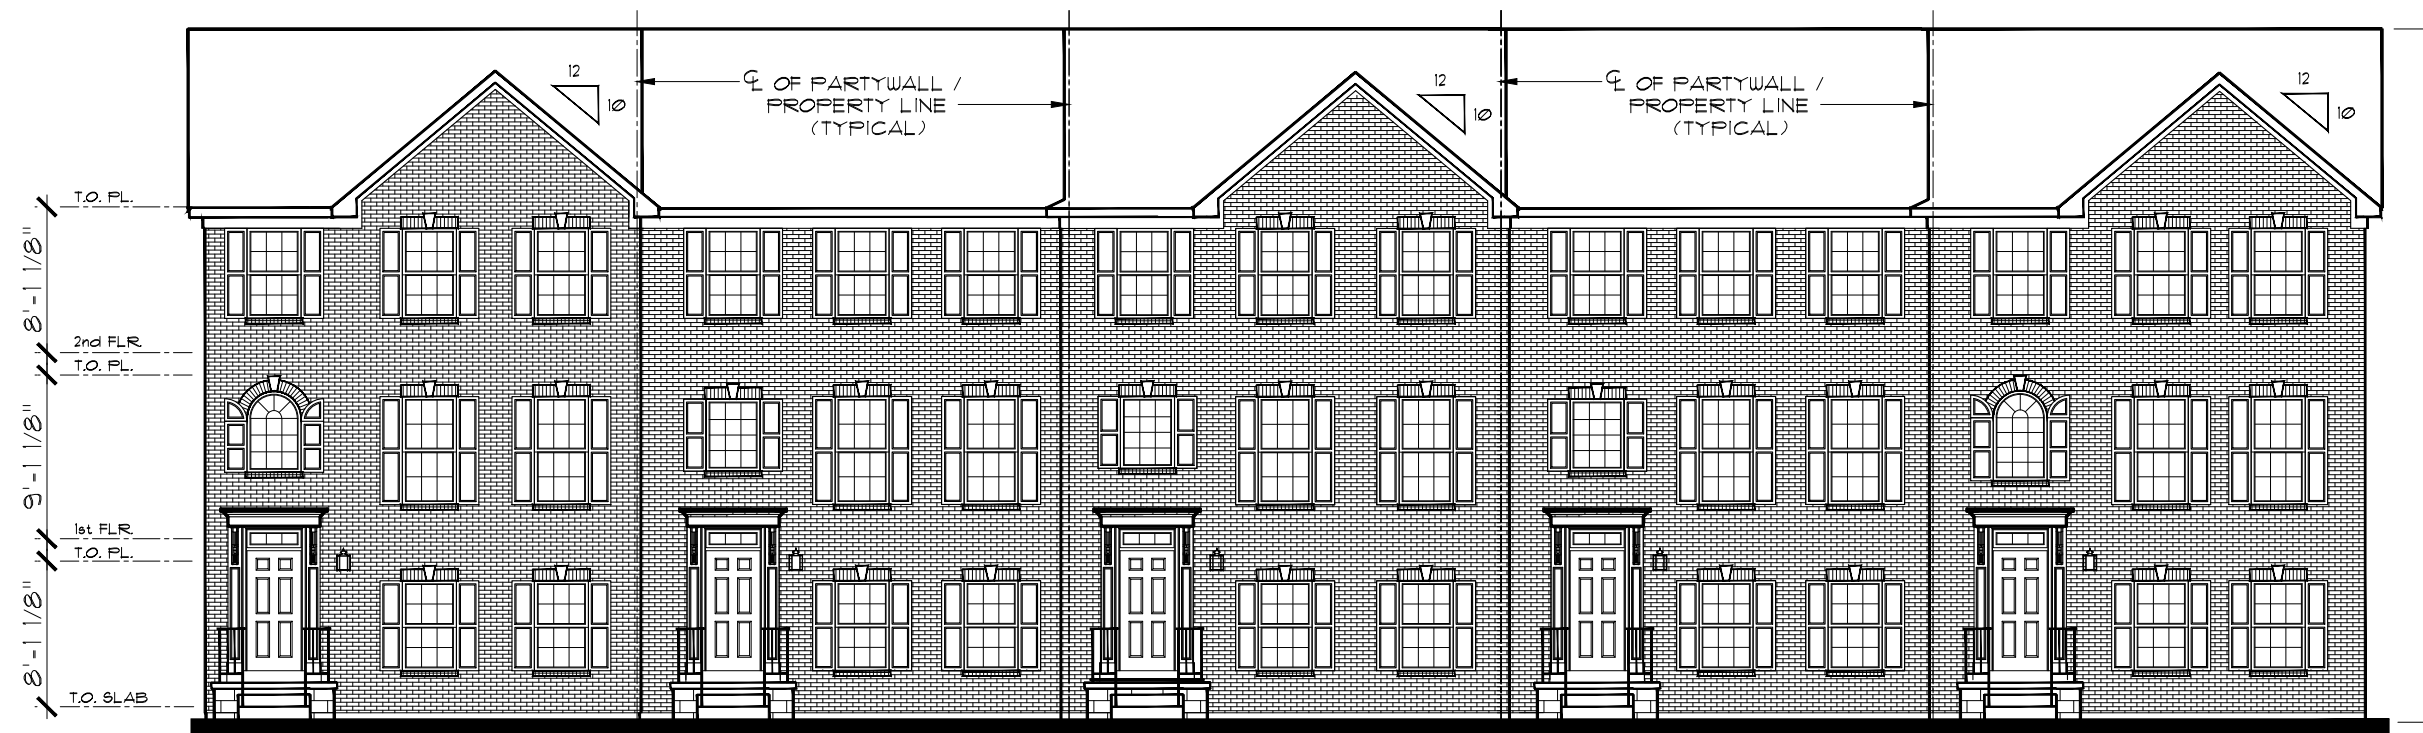 12
10
℄ OF PARTYWALL /
PROPERTY LINE
(TYPICAL)
12
10
℄ OF PARTYWALL /
PROPERTY LINE
(TYPICAL)
12
10
T.O. PL.
8'-1 1/8"
2nd FLR.
T.O. PL.
9'-1 1/8"
1st FLR.
T.O. PL.
8'-1 1/8"
T.O. SLAB